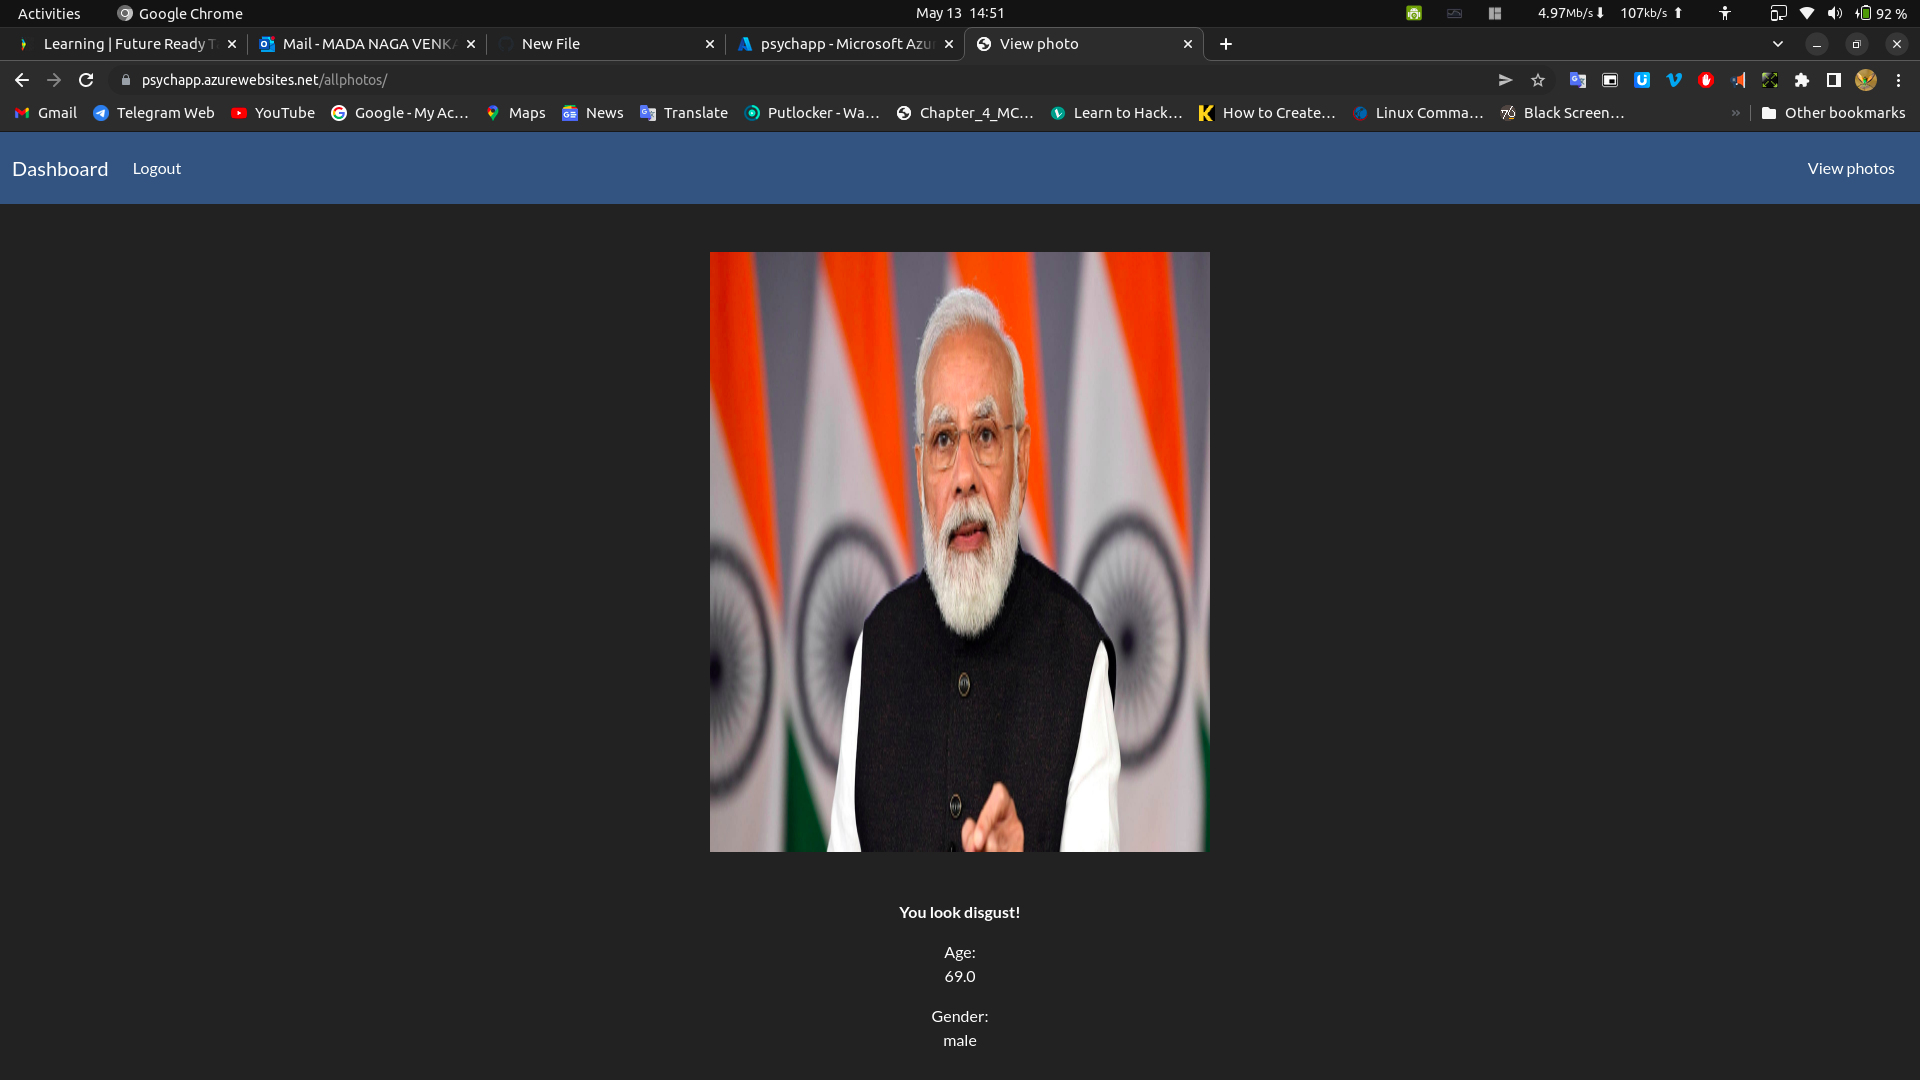 Activities Google Chrome May 13 14:51 4.97Mb/s 107kb/s 92 %
Learning | Future Ready T Mail - MADA NAGA VENKA New File psychapp - Microsoft Azur View photo
psychapp.azurewebsites.net/allphotos/
Gmail Telegram Web YouTube Google - My Ac… Maps News Translate Putlocker - Wa… Chapter_4_MC… Learn to Hack… How to Create… Linux Comma… Black Screen… » Other bookmarks
Dashboard Logout View photos
You look disgust!
Age:
69.0
Gender:
male